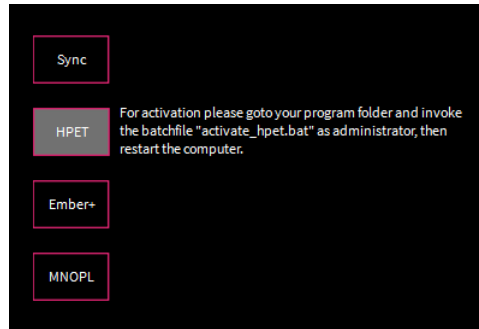 Sync
HPET
For activation please goto your program folder and invoke
the batchfile "activate_hpet.bat" as administrator, then
restart the computer.
Ember+
MNOPL